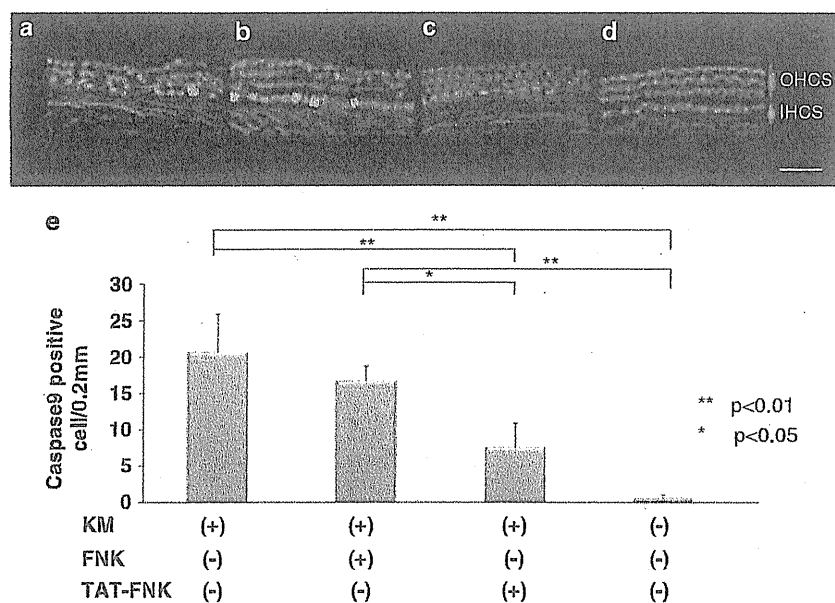 a b c d
OHCS
IHCS
e
**
**
**
*
30
25
20
15
10
5
0
Caspase9 positive
cell/0.2mm
** p<0.01
* p<0.05
KM (+) (+) (+) (-)
FNK (-) (+) (-) (-)
TAT-FNK (-) (-) (+) (-)